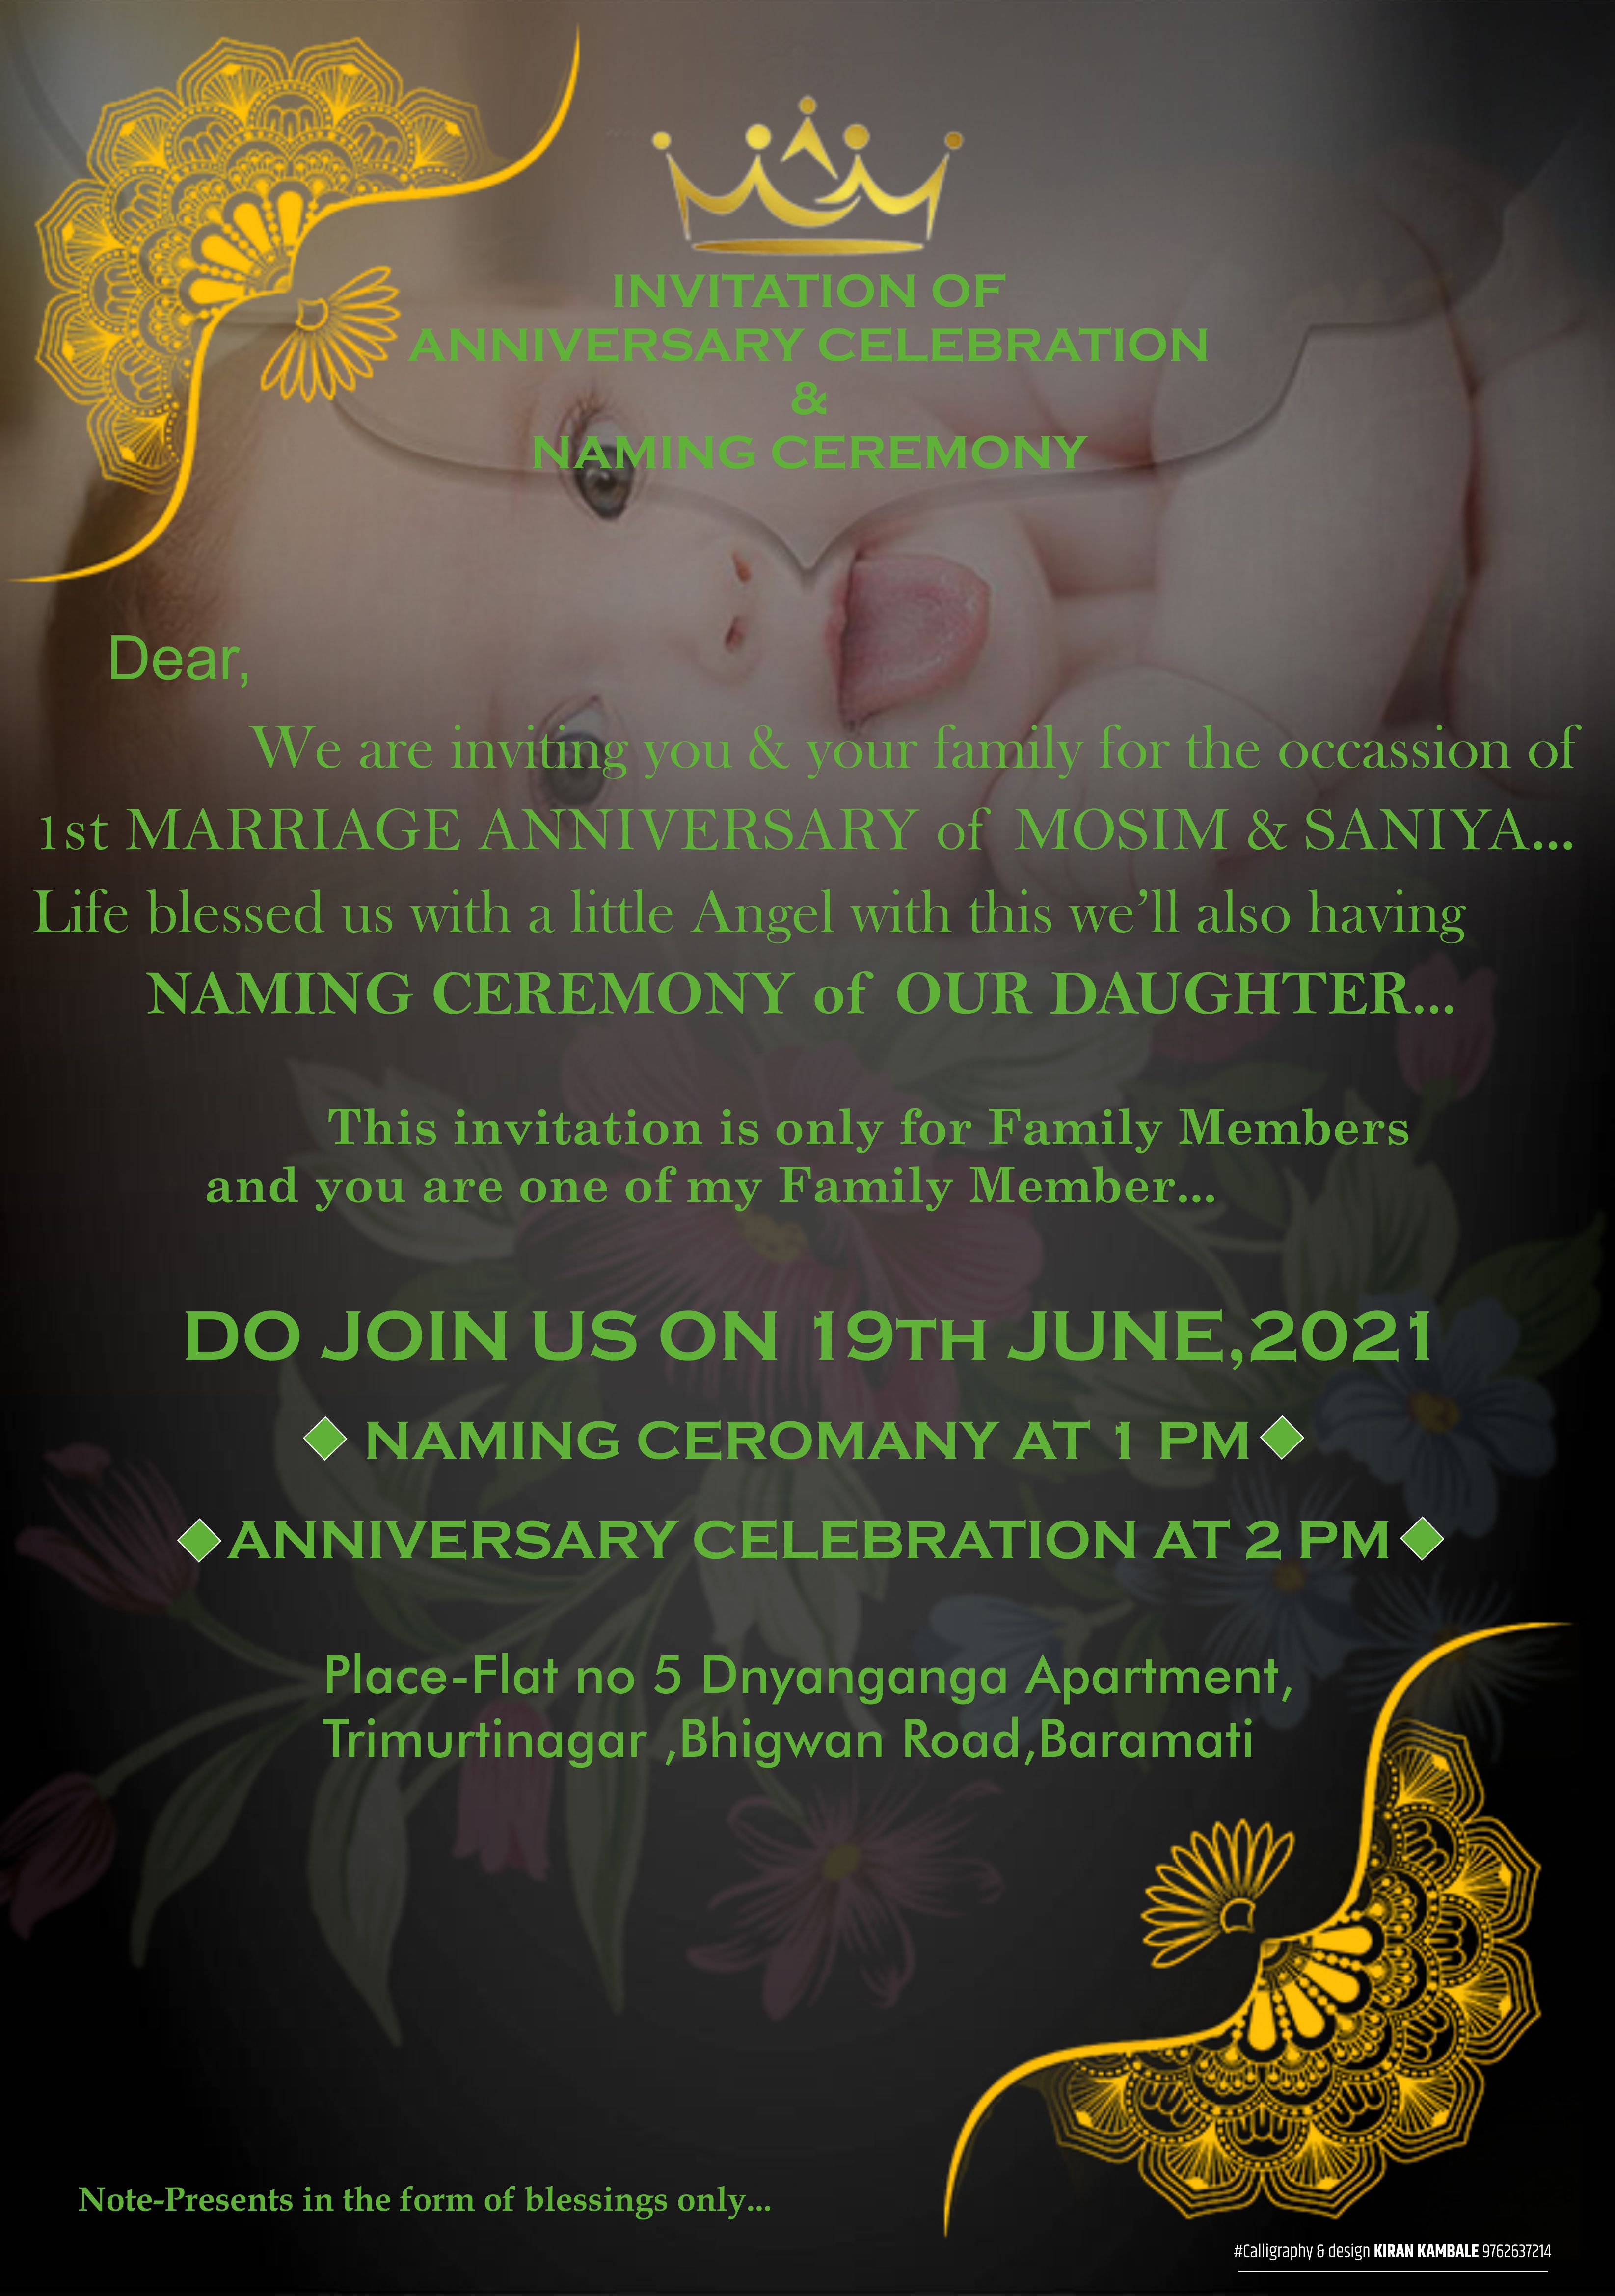 INVITATION OF
ANNIVERSARY CELEBRATION
&
NAMING CEREMONY
Dear,
We are inviting you & your family for the occassion of
1st MARRIAGE ANNIVERSARY of MOSIM & SANIYA...
Life blessed us with a little Angel with this we’ll also having
NAMING CEREMONY of OUR DAUGHTER...
This invitation is only for Family Members
and you are one of my Family Member...
DO JOIN US ON 19TH JUNE,2021
NAMING CEROMANY AT 1 PM
ANNIVERSARY CELEBRATION AT 2 PM
Place-Flat no 5 Dnyanganga Apartment,
Trimurtinagar ,Bhigwan Road,Baramati
Note-Presents in the form of blessings only...
#Calligraphy & design KIRAN KAMBALE 9762637214